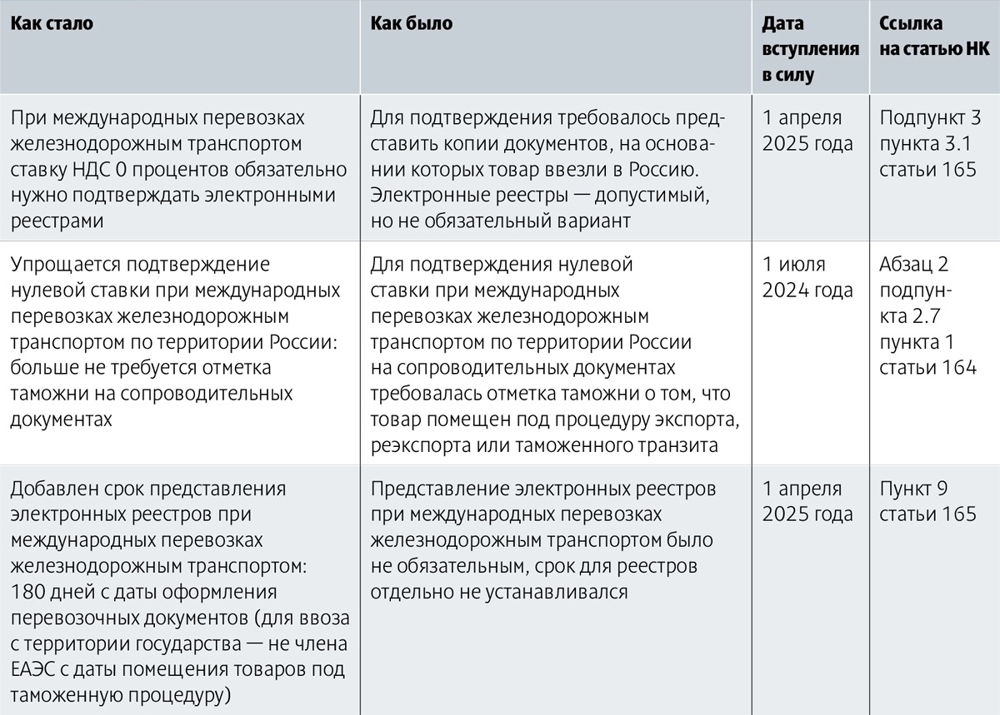 Как стало
Как было
Дата
вступления
в силу
Ссылка
на статью НК
При международных перевозках
железнодорожным транспортом
ставку НДС 0 процентов обязательно
нужно подтверждать электронными
реестрами
Для подтверждения требовалось пред-
ставить копии документов, на основа-
нии которых товар ввезли в Россию.
Электронные реестры — допустимый,
но не обязательный вариант
1 апреля
2025 года
Подпункт 3
пункта 3.1
статьи 165
Упрощается подтверждение
нулевой ставки при международных
перевозках железнодорожным
транспортом по территории России:
больше не требуется отметка
таможни на сопроводительных
документах
Для подтверждения нулевой
ставки при международных
перевозках железнодорожным
транспортом по территории России
на сопроводительных документах
требовалась отметка таможни о том, что
товар помещен под процедуру экспорта,
реэкспорта или таможенного транзита
1 июля
2024 года
Абзац 2
подпун-
кта 2.7
пункта 1
статьи 164
Добавлен срок представления
электронных реестров при
международных перевозках
железнодорожным транспортом:
180 дней с даты оформления
перевозочных документов (для ввоза
с территории государства — не члена
ЕАЭС с даты помещения товаров под
таможенную процедуру)
Представление электронных реестров
при международных перевозках
железнодорожным транспортом было
не обязательным, срок для реестров
отдельно не устанавливался
1 апреля
2025 года
Пункт 9
статьи 165